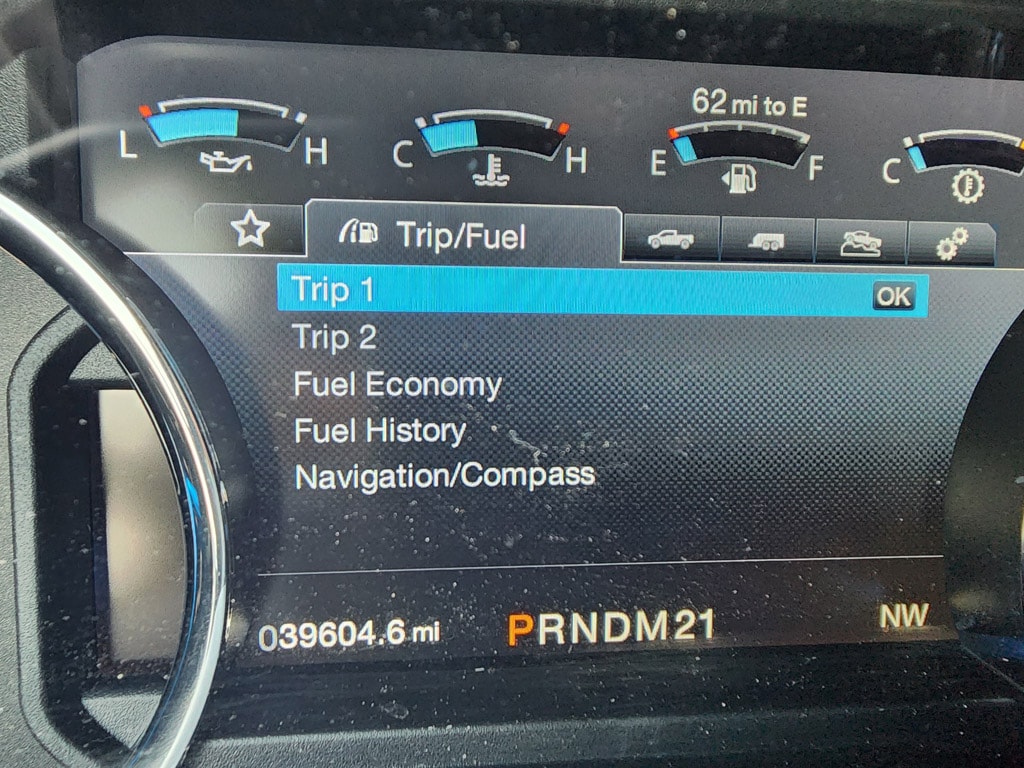 62 mi to E
L H C H E F C
Trip/Fuel
Trip 1 OK
Trip 2
Fuel Economy
Fuel History
Navigation/Compass
039604.6 mi PRNDM21 NW